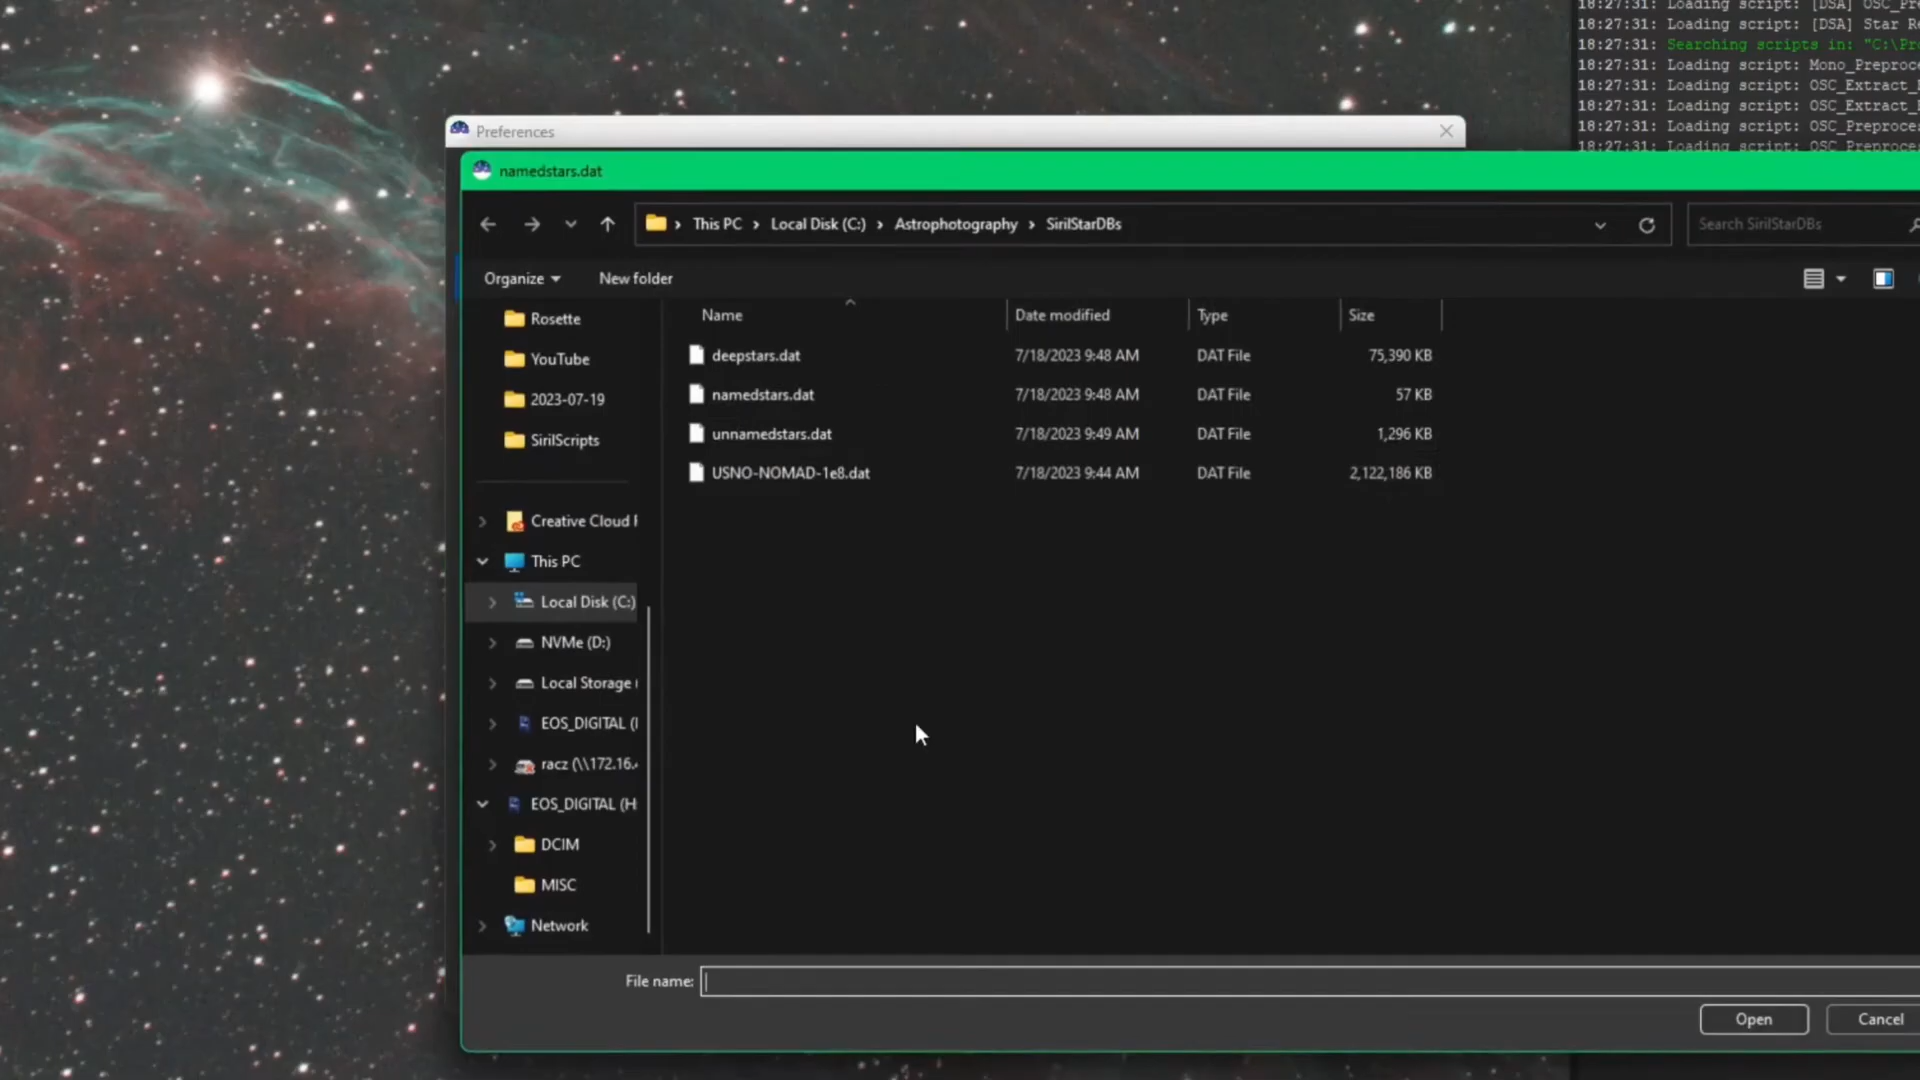 18:27:31: Loading script: [DSA] OSC_Pre
18:27:31: Loading script: [DSA] Star Re
18:27:31: Searching scripts in: "C:\Pro
18:27:31: Loading script: Mono_Preproce
18:27:31: Loading script: OSC_Extract_
18:27:31: Loading script: OSC_Extract_
18:27:31: Loading script: OSC_Preproce
18:27:31: Loading script: OSC_Preproce
Preferences
namedstars.dat
This PC > Local Disk (C:) > Astrophotography > SirilStarDBs
Search SirilStarDBs
Organize New folder
Name Date modified Type Size
deepstars.dat 7/18/2023 9:48 AM DAT File 75,390 KB
namedstars.dat 7/18/2023 9:48 AM DAT File 57 KB
unnamedstars.dat 7/18/2023 9:49 AM DAT File 1,296 KB
USNO-NOMAD-1e8.dat 7/18/2023 9:44 AM DAT File 2,122,186 KB
Rosette
YouTube
2023-07-19
SirilScripts
Creative Cloud F
This PC
Local Disk (C:)
NVMe (D:)
Local Storage (
EOS_DIGITAL (
racz (\\172.16.
EOS_DIGITAL (H
DCIM
MISC
Network
File name:
Open Cancel